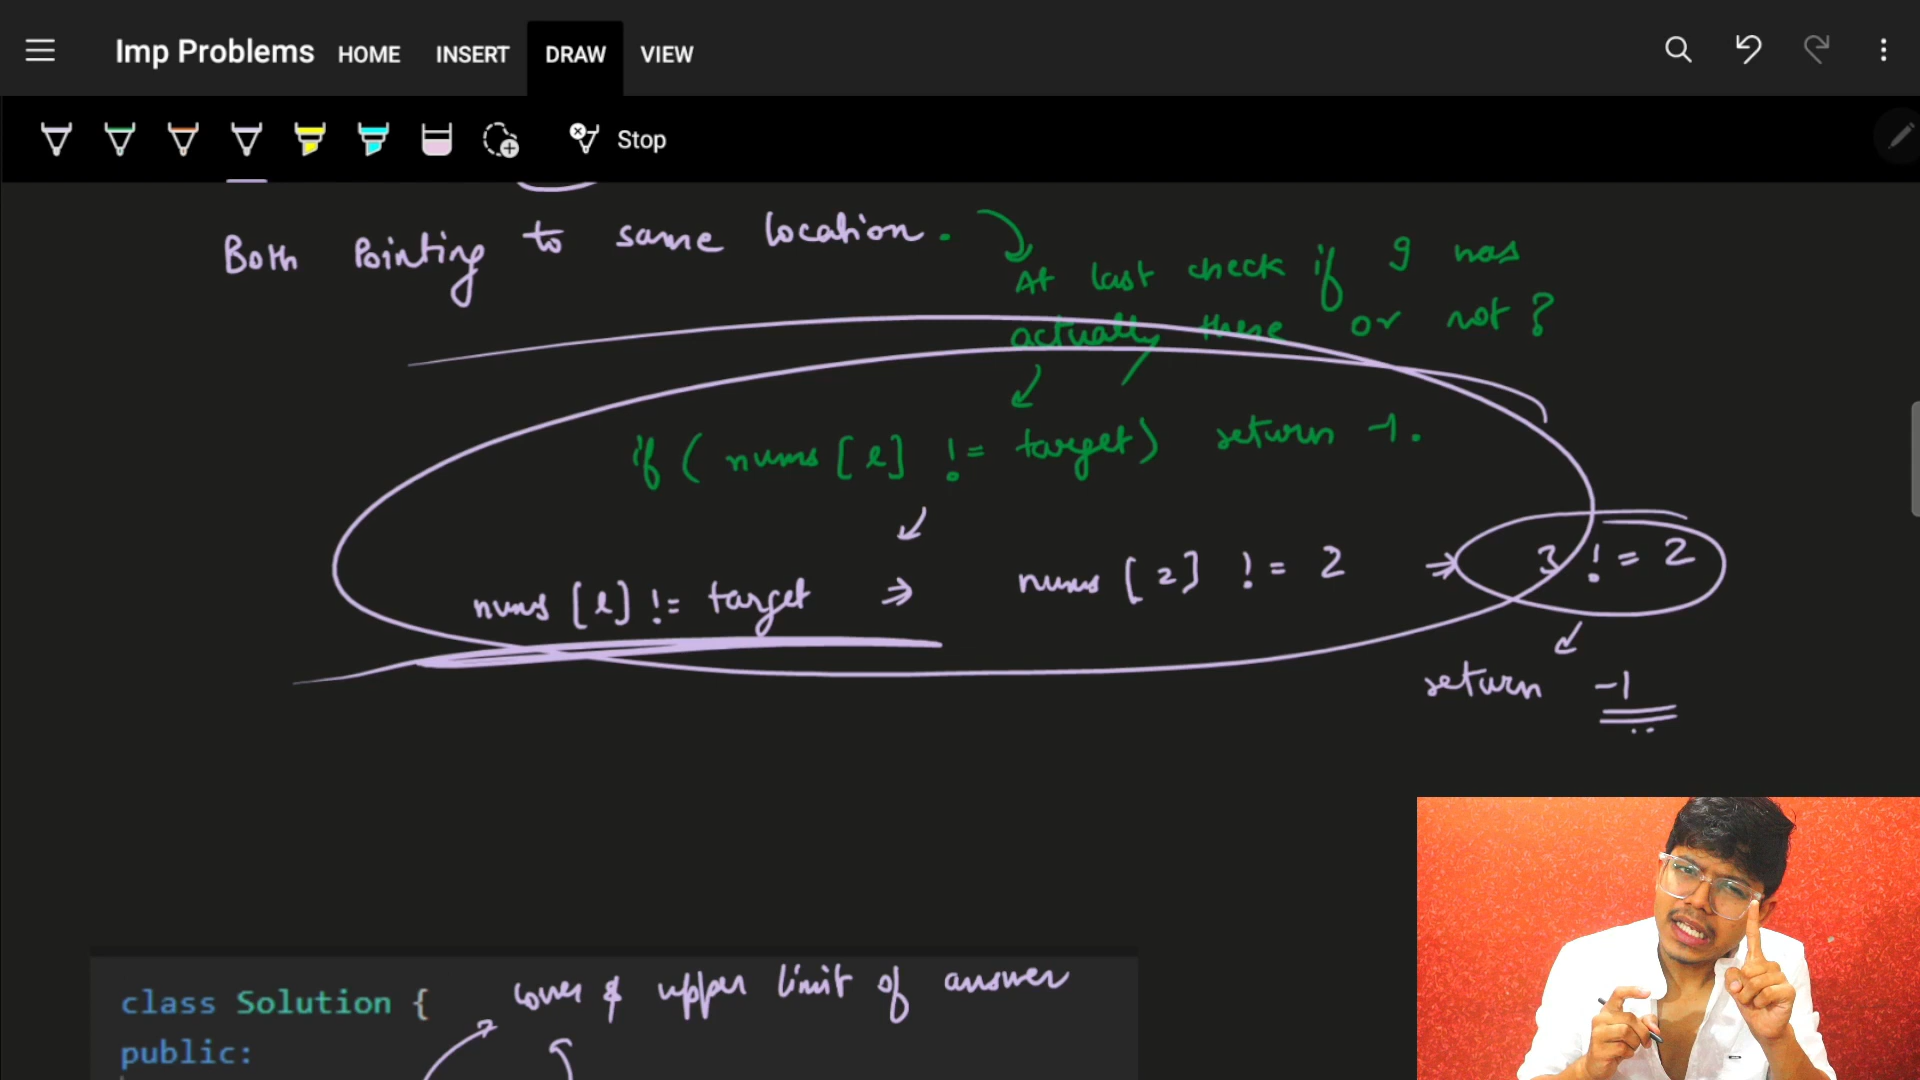 Imp Problems HOME INSERT DRAW VIEW
Stop
Both Pointing to same location.
At last check if I was
actually there or not?
if ( nums [l] != target) return -1.
nums [l] != target ⇒ nums [2] != 2 ⇒ 3 != 2
return -1
lower & upper limit of answer
class Solution {
public: